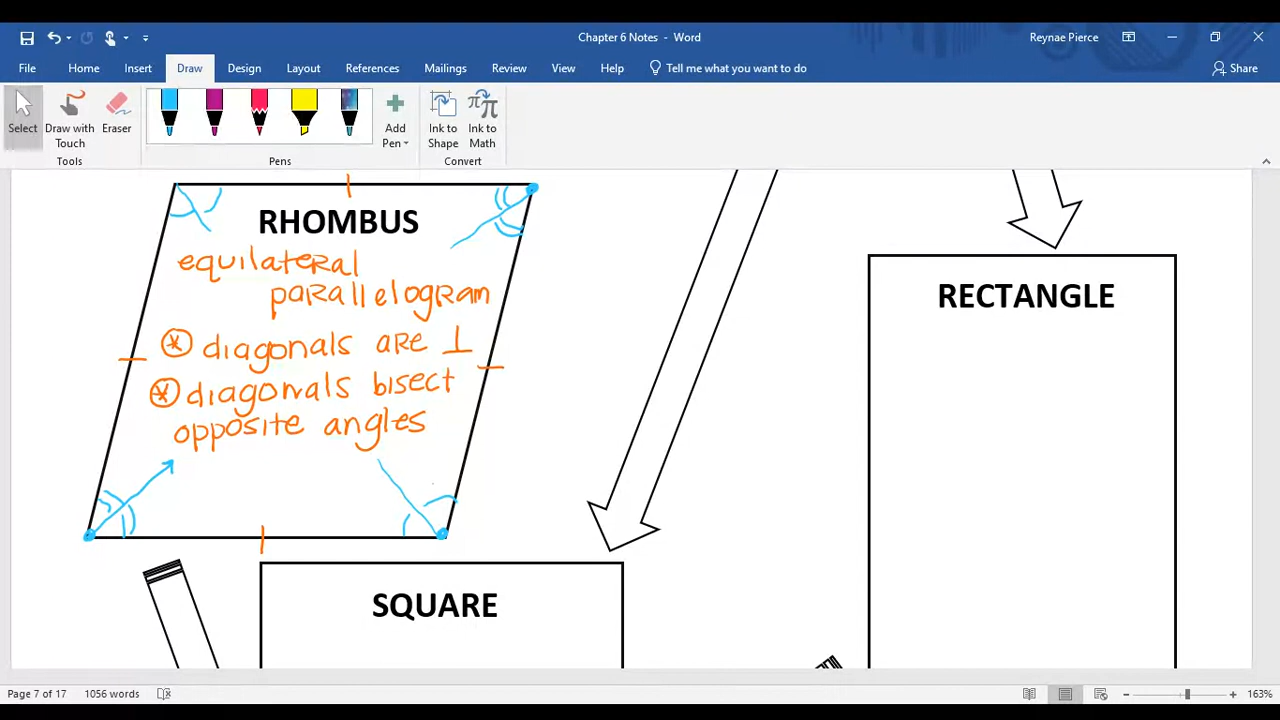 Chapter 6 Notes - Word
Reynae Pierce
File Home Insert Draw Design Layout References Mailings Review View Help Tell me what you want to do Share
Select
Draw with Touch
Eraser
Add Pen
Ink to Shape
Ink to Math
Tools Pens Convert
RHOMBUS
equilateral
parallelogram
* diagonals are ⊥
* diagonals bisect
opposite angles
RECTANGLE
SQUARE
Page 7 of 17 1056 words 163%